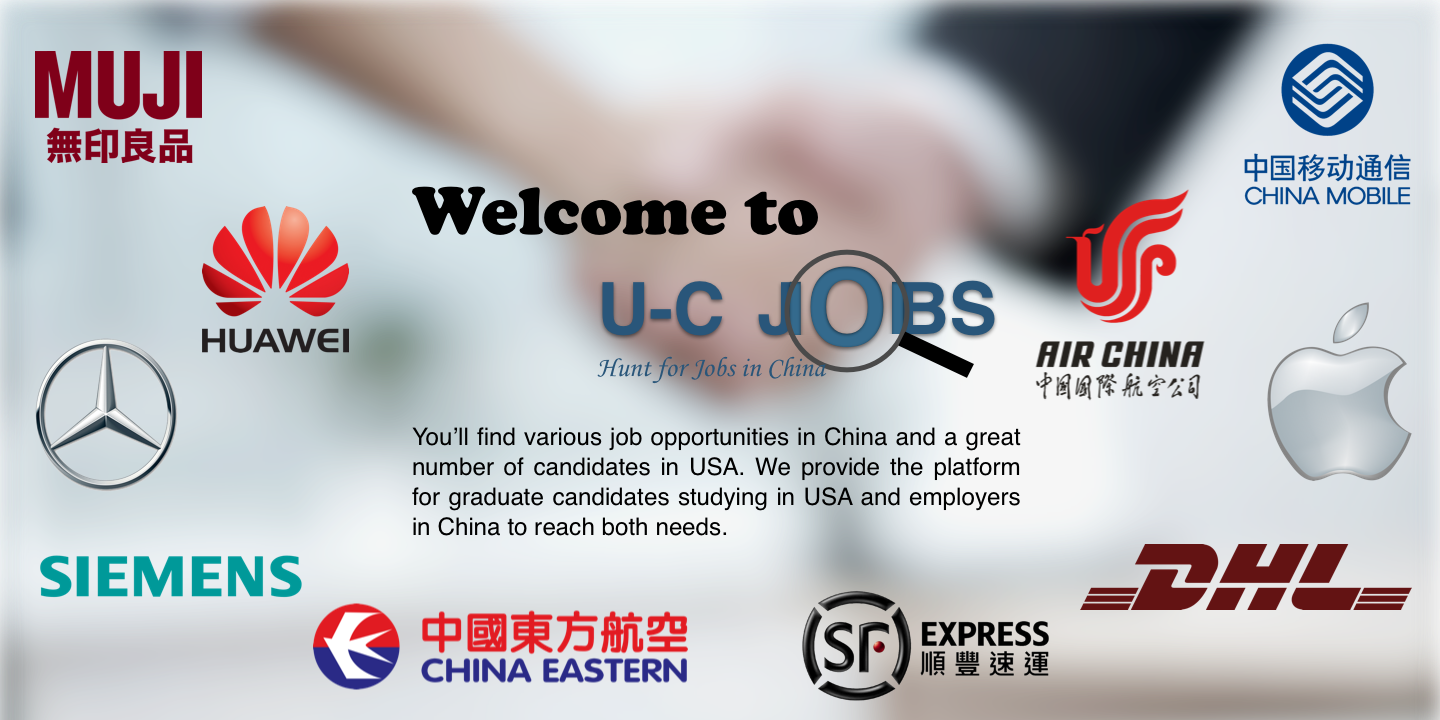 MUJI
無印良品
中国移动通信
CHINA MOBILE
HUAWEI
Welcome to
U-C JOBS
Hunt for Jobs in China
AIR CHINA
中国国際航空公司
You’ll find various job opportunities in China and a great
number of candidates in USA. We provide the platform
for graduate candidates studying in USA and employers
in China to reach both needs.
SIEMENS
DHL
中國東方航空
CHINA EASTERN
SF
EXPRESS
順豐速運